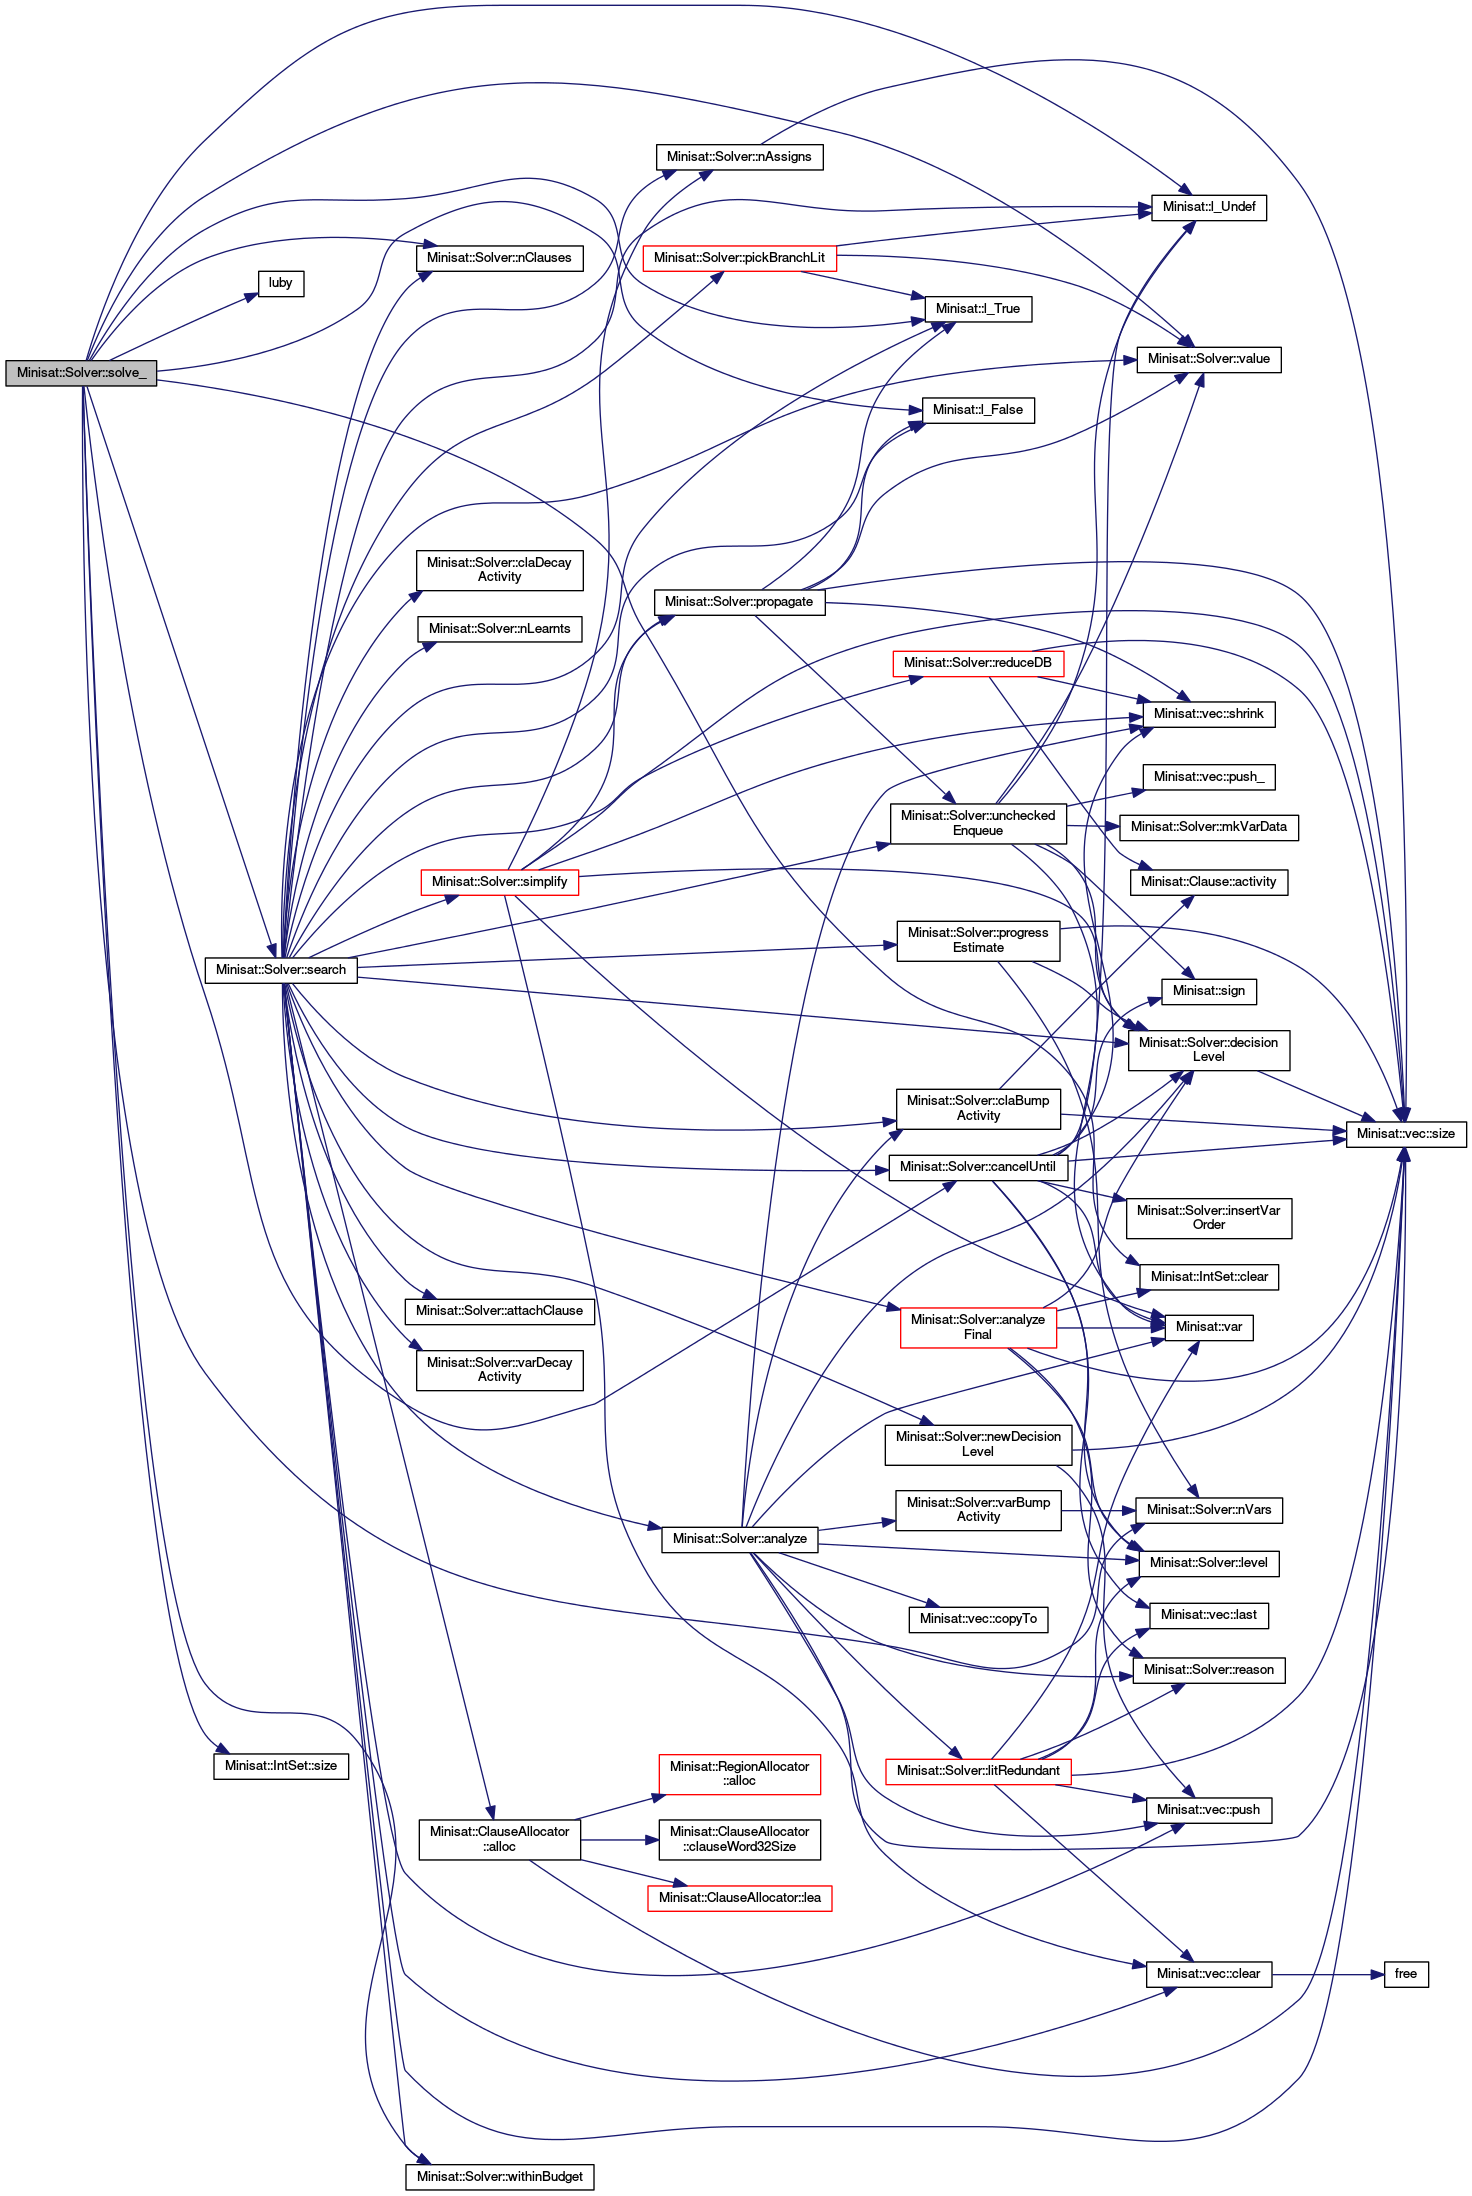 Minisat::Solver::nAssigns
Minisat::l_Undef
Minisat::Solver::nClauses
Minisat::Solver::pickBranchLit
luby
Minisat::l_True
Minisat::Solver::value
Minisat::Solver::solve_
Minisat::l_False
Minisat::Solver::claDecay
Activity
Minisat::Solver::propagate
Minisat::Solver::nLearnts
Minisat::Solver::reduceDB
Minisat::vec::shrink
Minisat::vec::push_
Minisat::Solver::unchecked
Enqueue
Minisat::Solver::mkVarData
Minisat::Solver::simplify
Minisat::Clause::activity
Minisat::Solver::progress
Estimate
Minisat::Solver::search
Minisat::sign
Minisat::Solver::decision
Level
Minisat::Solver::claBump
Activity
Minisat::vec::size
Minisat::Solver::cancelUntil
Minisat::Solver::insertVar
Order
Minisat::IntSet::clear
Minisat::Solver::attachClause
Minisat::Solver::analyze
Final
Minisat::var
Minisat::Solver::varDecay
Activity
Minisat::Solver::newDecision
Level
Minisat::Solver::varBump
Activity
Minisat::Solver::nVars
Minisat::Solver::analyze
Minisat::Solver::level
Minisat::vec::copyTo
Minisat::vec::last
Minisat::Solver::reason
Minisat::IntSet::size
Minisat::RegionAllocator
::alloc
Minisat::Solver::litRedundant
Minisat::vec::push
Minisat::ClauseAllocator
::alloc
Minisat::ClauseAllocator
::clauseWord32Size
Minisat::ClauseAllocator::lea
Minisat::vec::clear
free
Minisat::Solver::withinBudget